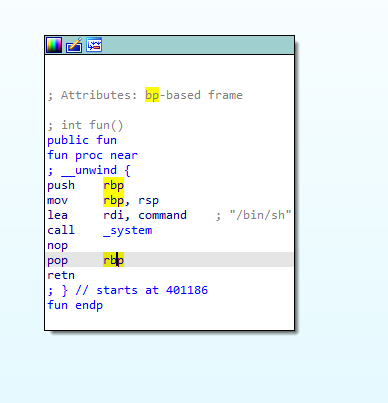 ; Attributes: bp-based frame
; int fun()
public fun
fun proc near
; __unwind {
push rbp
mov rbp, rsp
lea rdi, command ; "/bin/sh"
call _system
nop
pop rbp
retn
; } // starts at 401186
fun endp